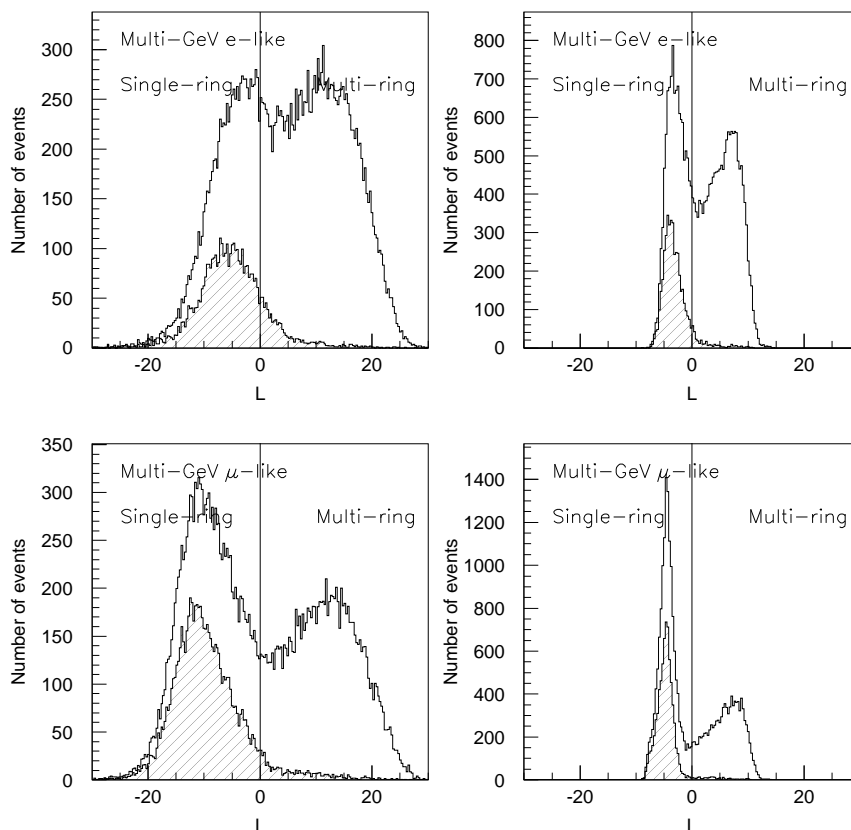 Multi-GeV e-like
Single-ring Multi-ring
Number of events
300
250
200
150
100
50
0
-20 0 20
L
Multi-GeV e-like
Single-ring Multi-ring
Number of events
800
700
600
500
400
300
200
100
0
-20 0 20
L
Multi-GeV μ-like
Single-ring Multi-ring
Number of events
350
300
250
200
150
100
50
0
-20 0 20
L
Multi-GeV μ-like
Single-ring Multi-ring
Number of events
1400
1200
1000
800
600
400
200
0
-20 0 20
L